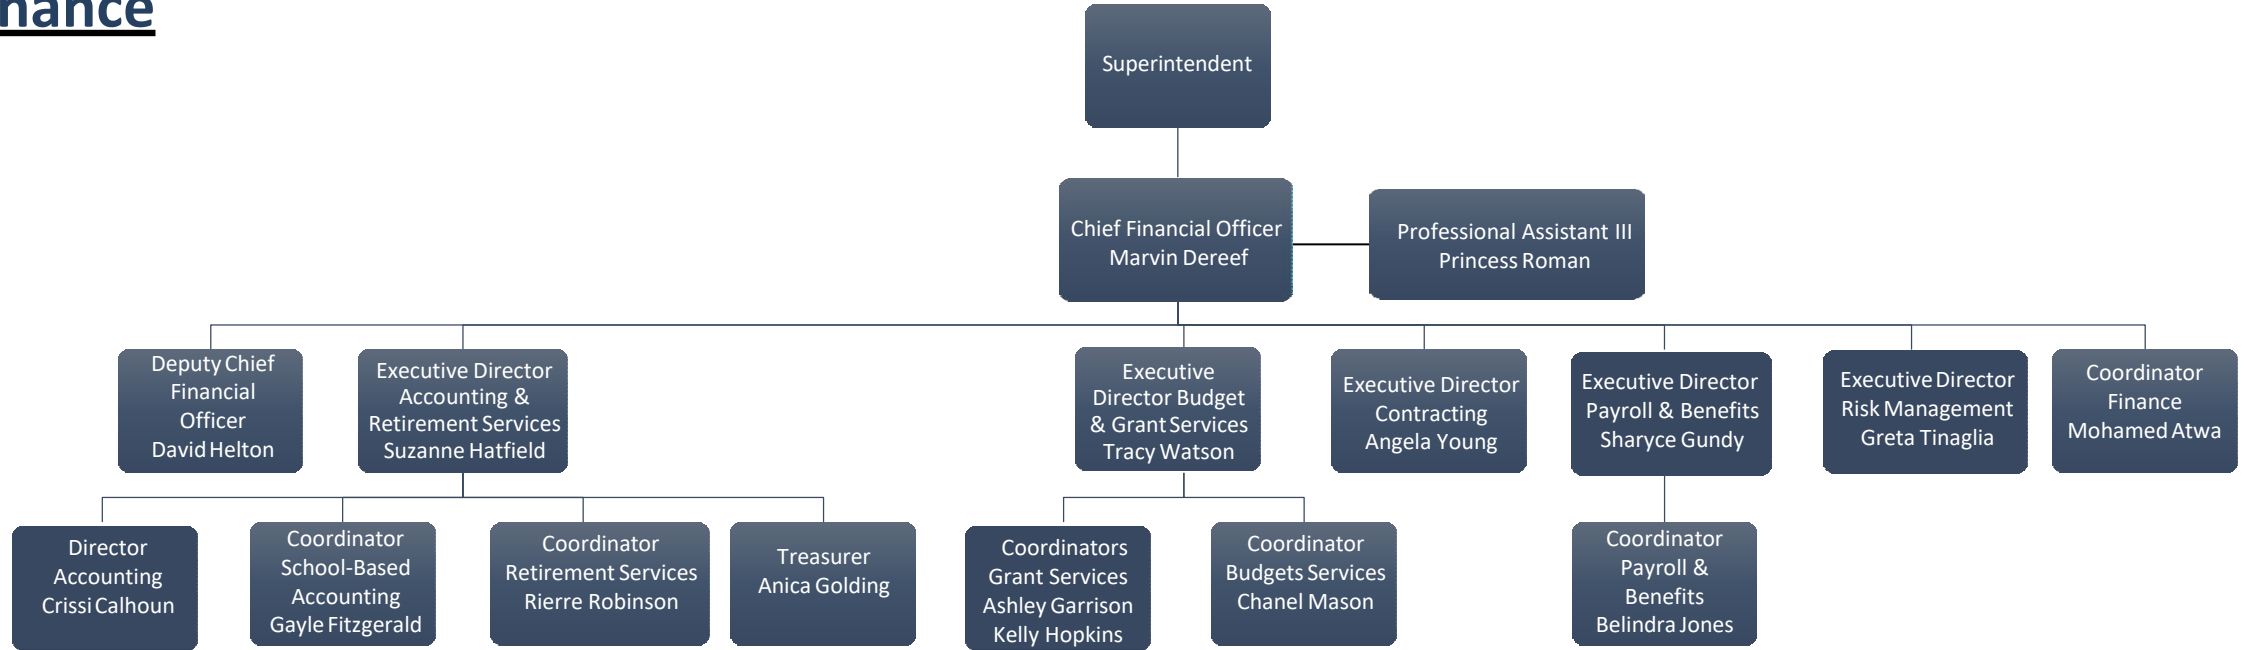 nance
Superintendent
Chief Financial Officer
Marvin Dereef
Professional Assistant III
Princess Roman
Deputy Chief
Financial
Officer
David Helton
Executive Director
Accounting &
Retirement Services
Suzanne Hatfield
Executive
Director Budget
& Grant Services
Tracy Watson
Executive Director
Contracting
Angela Young
Executive Director
Payroll & Benefits
Sharyce Gundy
Executive Director
Risk Management
Greta Tinaglia
Coordinator
Finance
Mohamed Atwa
Director
Accounting
Crissi Calhoun
Coordinator
School-Based
Accounting
Gayle Fitzgerald
Coordinator
Retirement Services
Rierre Robinson
Treasurer
Anica Golding
Coordinators
Grant Services
Ashley Garrison
Kelly Hopkins
Coordinator
Budgets Services
Chanel Mason
Coordinator
Payroll &
Benefits
Belindra Jones